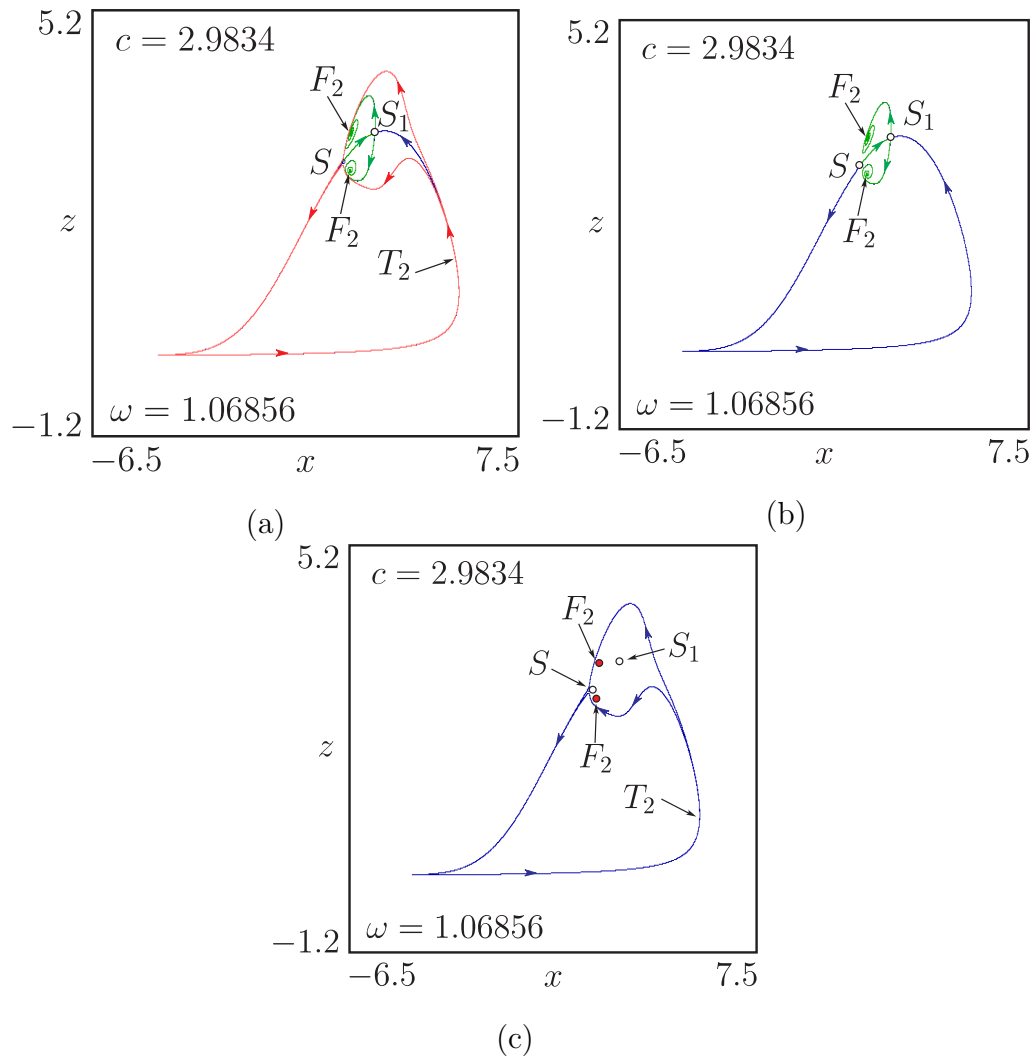 5.2
c = 2.9834
F₂
S₁
S
F₂
z
T₂
ω = 1.06856
−1.2
−6.5
x
7.5
(a)
5.2
c = 2.9834
F₂
S₁
S
F₂
z
ω = 1.06856
−1.2
−6.5
x
7.5
(b)
5.2
c = 2.9834
F₂
S₁
S
F₂
z
T₂
ω = 1.06856
−1.2
−6.5
x
7.5
(c)